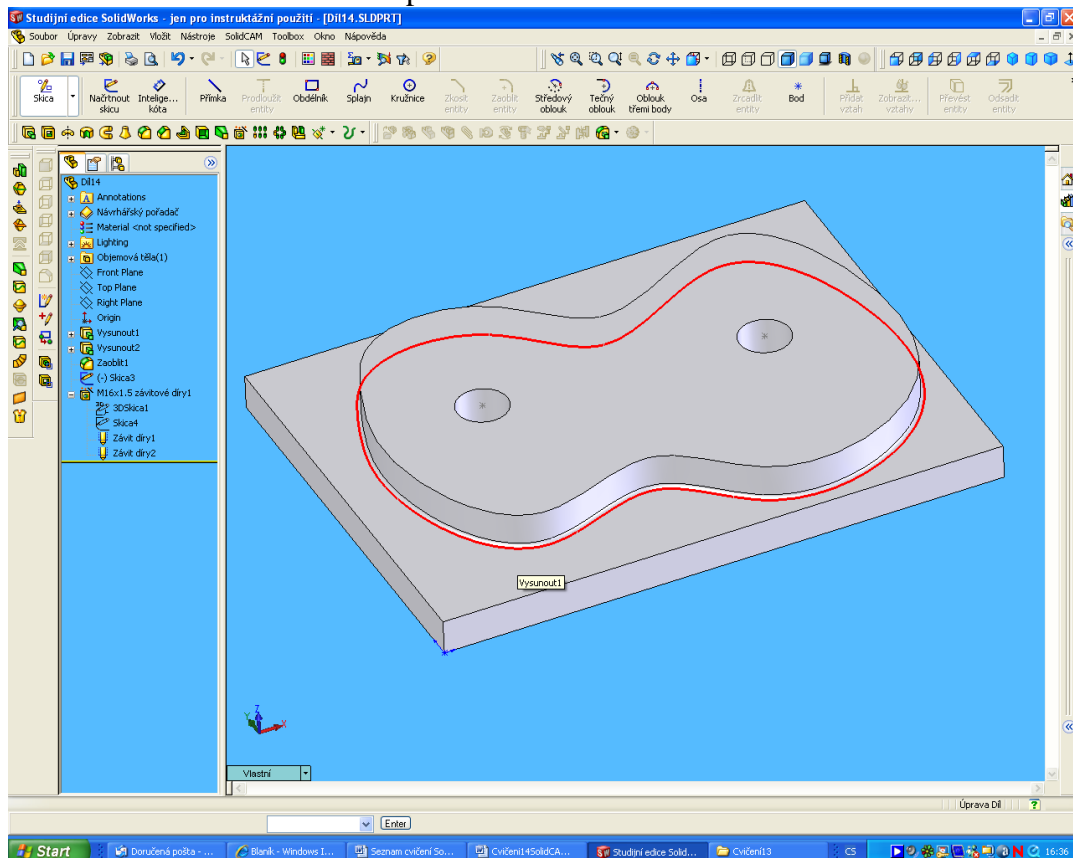 Studijní edice SolidWorks - jen pro instruktážní použití - [Díl14.SLDPRT]
Soubor Úpravy Zobrazit Vložit Nástroje SolidCAM Toolbox Okno Nápověda
Skica Načrtnout skicu Intelige... kóta Přímka Prodloužit entity Obdélník Splajn Kružnice Zkosit entity Zaoblit entity Středový oblouk Tečný oblouk Oblouk třemi body Osa Zrcadlit entity Bod Přidat vztah Zobrazit... vztahy Převést entity Odsadit entity
Díl14
Annotations
Návrhářský pořadač
Material <not specified>
Lighting
Objemová těla(1)
Front Plane
Top Plane
Right Plane
Origin
Vysunout1
Vysunout2
Zaoblit1
(-) Skica3
M16x1.5 závitové díry1
3DSkica1
Skica4
Závit díry1
Závit díry2
Vysunout1
Z
Y
X
Vlastní
Úprava Díl
Enter
Start Doručená pošta - ... Blaník - Windows I... Seznam cvičení So... Cvičení14SolidCA... Studijní edice Solid... Cvičení13 CS 16:36